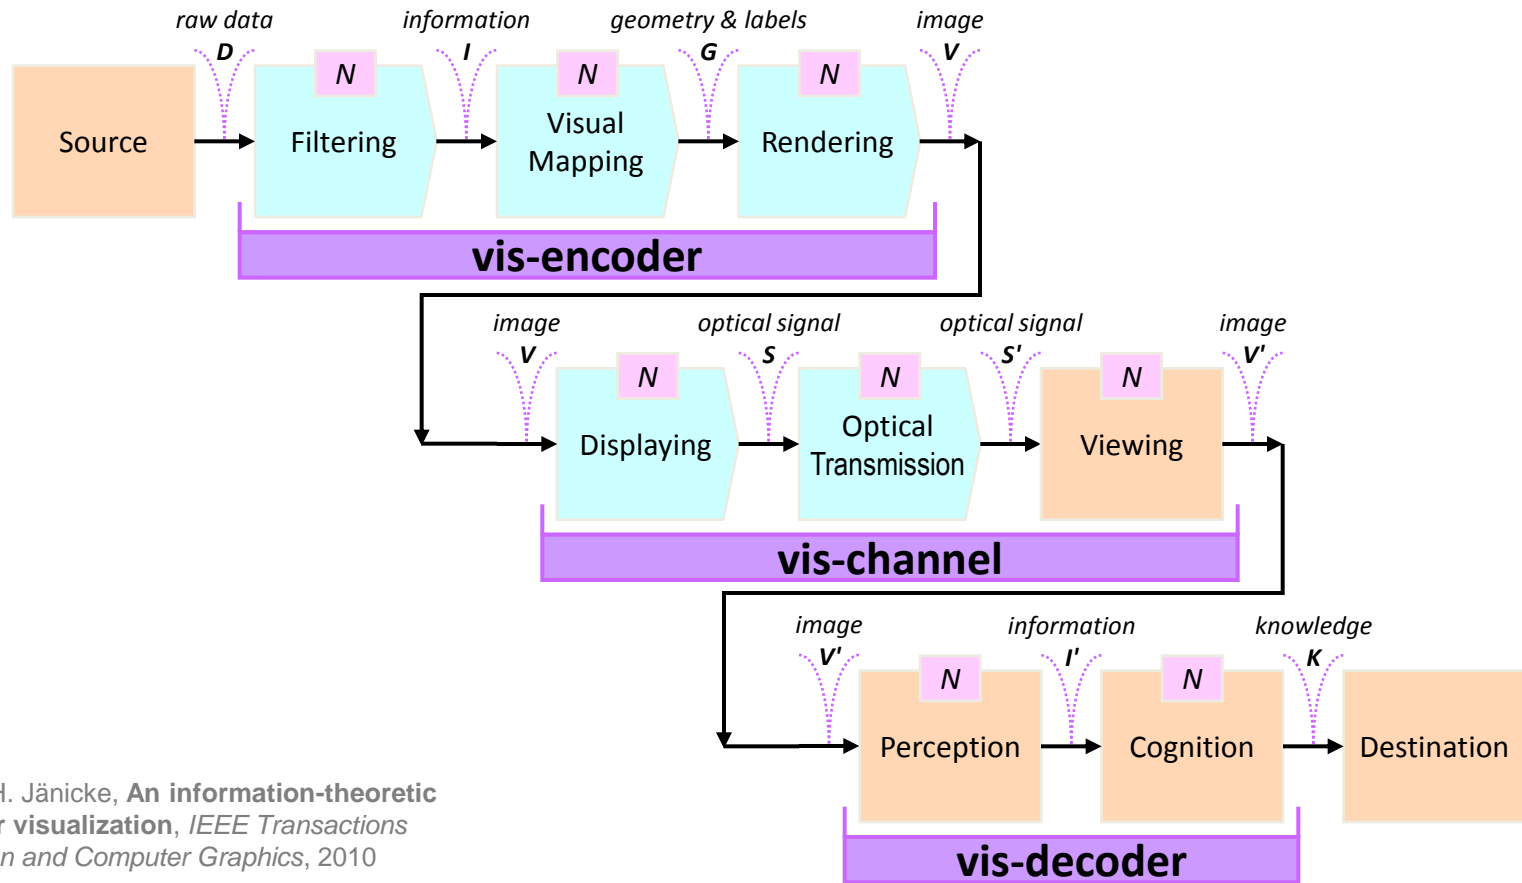 raw data
D
information
I
geometry & labels
G
image
V
N
N
N
Source
Filtering
Visual
Mapping
Rendering
vis-encoder
image
V
optical signal
S
optical signal
S'
image
V'
N
N
N
Displaying
Optical
Transmission
Viewing
vis-channel
image
V'
information
I'
knowledge
K
N
N
Perception
Cognition
Destination
H. Jänicke, An information-theoretic
visualization, IEEE Transactions
and Computer Graphics, 2010
vis-decoder